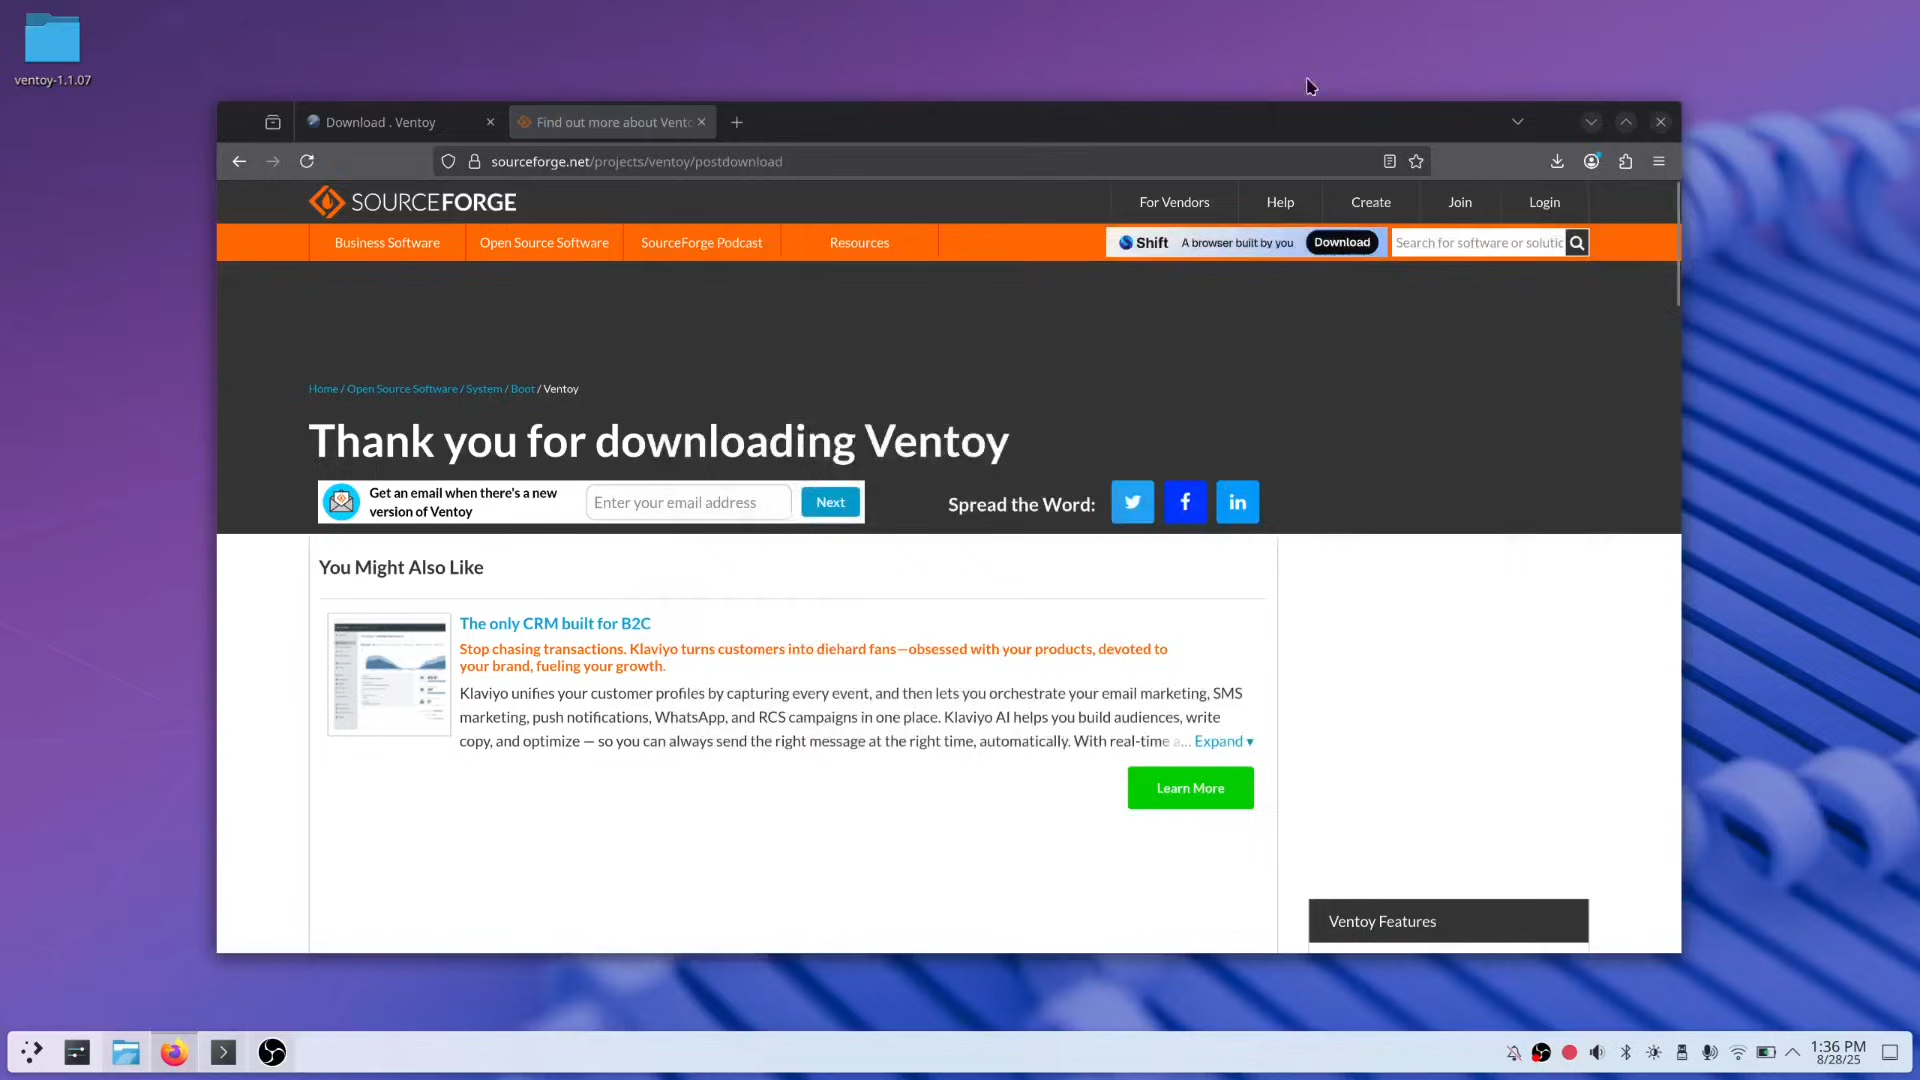 ventoy-1.1.07
Download . Ventoy
Find out more about Vento
sourceforge.net/projects/ventoy/postdownload
SOURCEFORGE
For Vendors
Help
Create
Join
Login
Business Software
Open Source Software
SourceForge Podcast
Resources
Shift
A browser built by you
Download
Search for software or solutic
Home / Open Source Software / System / Boot / Ventoy
Thank you for downloading Ventoy
Get an email when there's a new
version of Ventoy
Enter your email address
Next
Spread the Word:
You Might Also Like
The only CRM built for B2C
Stop chasing transactions. Klaviyo turns customers into diehard fans—obsessed with your products, devoted to
your brand, fueling your growth.
Klaviyo unifies your customer profiles by capturing every event, and then lets you orchestrate your email marketing, SMS
marketing, push notifications, WhatsApp, and RCS campaigns in one place. Klaviyo AI helps you build audiences, write
copy, and optimize — so you can always send the right message at the right time, automatically. With real-time a... Expand ▾
Learn More
Ventoy Features
1:36 PM
8/28/25